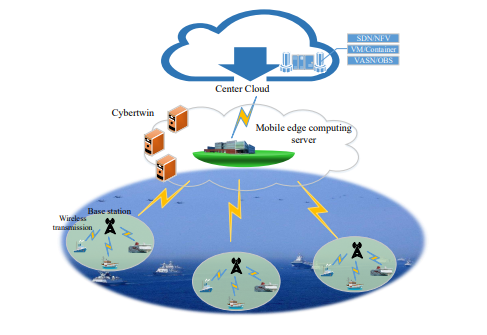 SDN/NFV
VM/Container
VASN/OBS
Center Cloud
Cybertwin
Mobile edge computing
server
Base station
Wireless
transmission